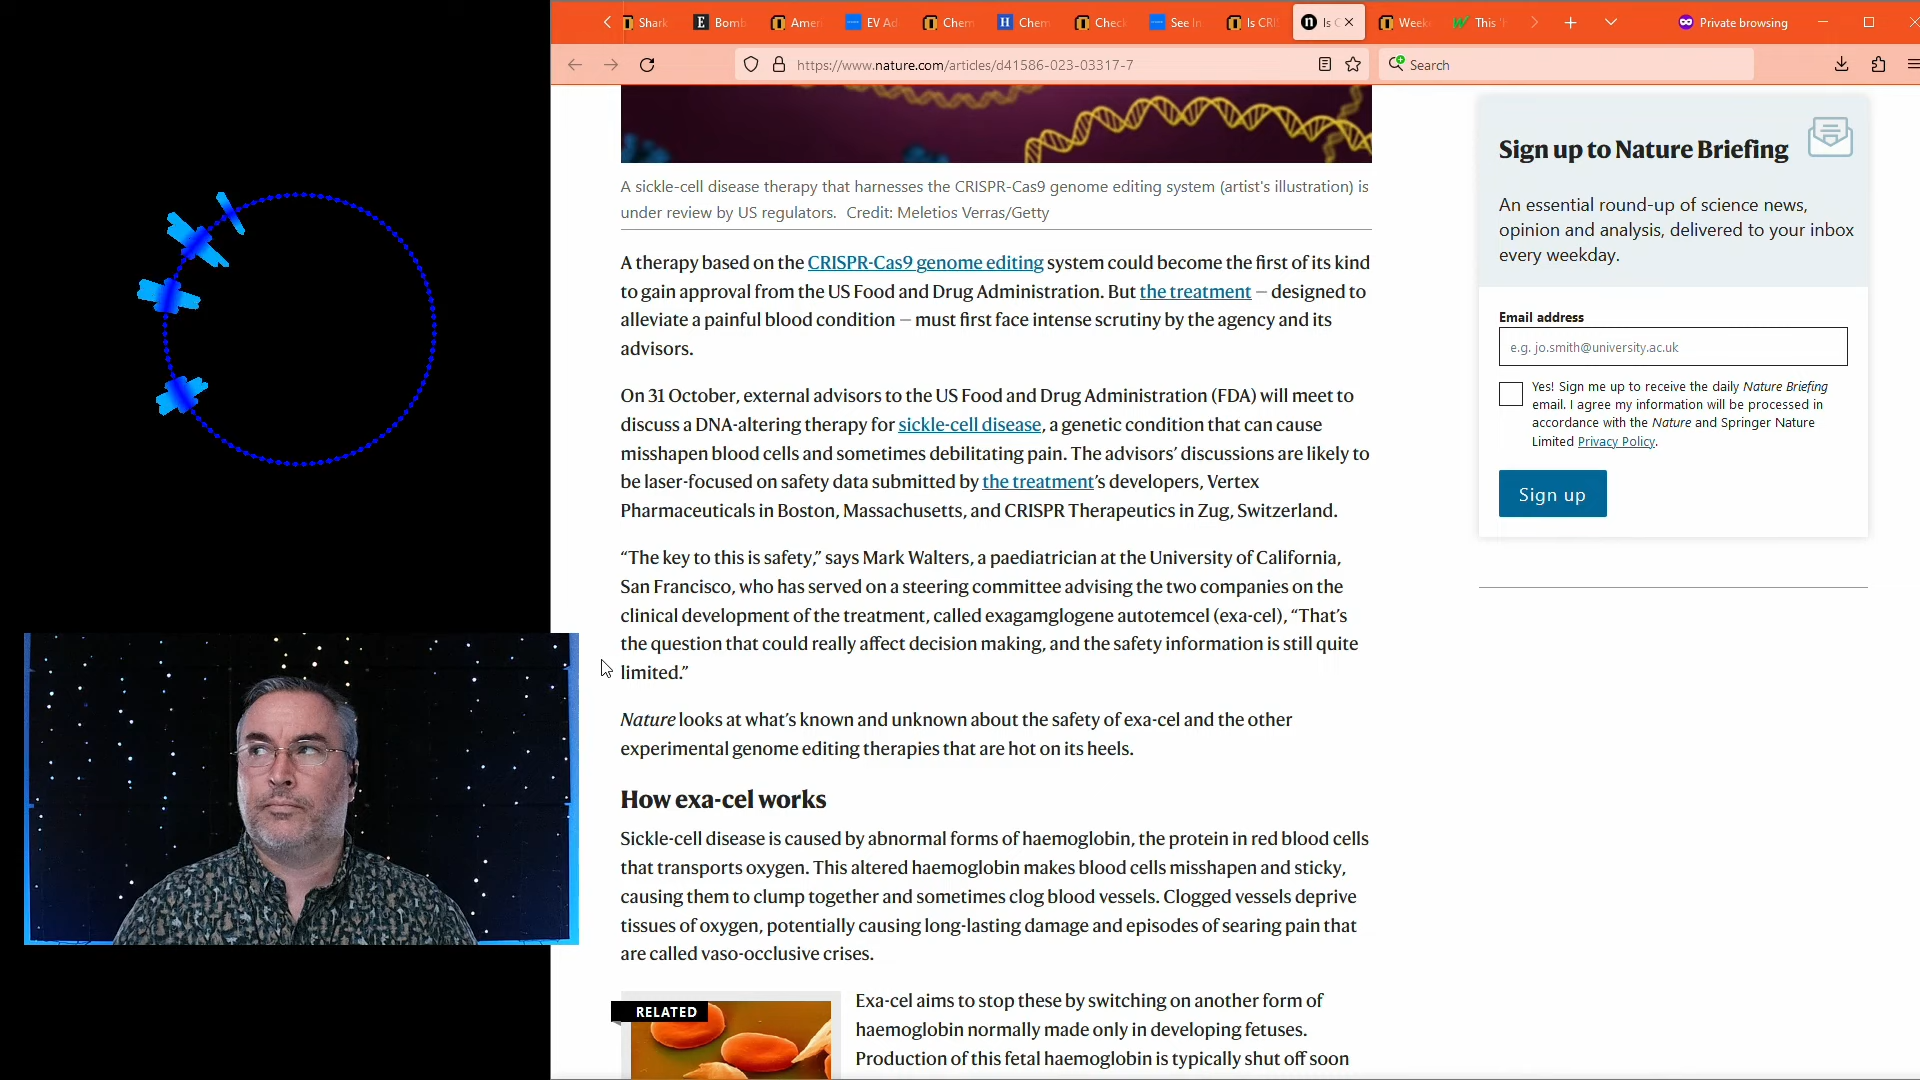 Shark
Bomb
Amer
EV Ad
Chem
Chem
Check
See In
Is CRI
Is C
Week
This 'h
Private browsing
https://www.nature.com/articles/d41586-023-03317-7
Search
A sickle-cell disease therapy that harnesses the CRISPR-Cas9 genome editing system (artist's illustration) is
under review by US regulators. Credit: Meletios Verras/Getty
A therapy based on the CRISPR-Cas9 genome editing system could become the first of its kind
to gain approval from the US Food and Drug Administration. But the treatment — designed to
alleviate a painful blood condition — must first face intense scrutiny by the agency and its
advisors.
On 31 October, external advisors to the US Food and Drug Administration (FDA) will meet to
discuss a DNA-altering therapy for sickle-cell disease, a genetic condition that can cause
misshapen blood cells and sometimes debilitating pain. The advisors’ discussions are likely to
be laser-focused on safety data submitted by the treatment’s developers, Vertex
Pharmaceuticals in Boston, Massachusetts, and CRISPR Therapeutics in Zug, Switzerland.
“The key to this is safety,” says Mark Walters, a paediatrician at the University of California,
San Francisco, who has served on a steering committee advising the two companies on the
clinical development of the treatment, called exagamglogene autotemcel (exa-cel), “That’s
the question that could really affect decision making, and the safety information is still quite
limited.”
Nature looks at what’s known and unknown about the safety of exa-cel and the other
experimental genome editing therapies that are hot on its heels.
How exa-cel works
Sickle-cell disease is caused by abnormal forms of haemoglobin, the protein in red blood cells
that transports oxygen. This altered haemoglobin makes blood cells misshapen and sticky,
causing them to clump together and sometimes clog blood vessels. Clogged vessels deprive
tissues of oxygen, potentially causing long-lasting damage and episodes of searing pain that
are called vaso-occlusive crises.
RELATED
Exa-cel aims to stop these by switching on another form of
haemoglobin normally made only in developing fetuses.
Production of this fetal haemoglobin is typically shut off soon
Sign up to Nature Briefing
An essential round-up of science news,
opinion and analysis, delivered to your inbox
every weekday.
Email address
e.g. jo.smith@university.ac.uk
Yes! Sign me up to receive the daily Nature Briefing
email. I agree my information will be processed in
accordance with the Nature and Springer Nature
Limited Privacy Policy.
Sign up